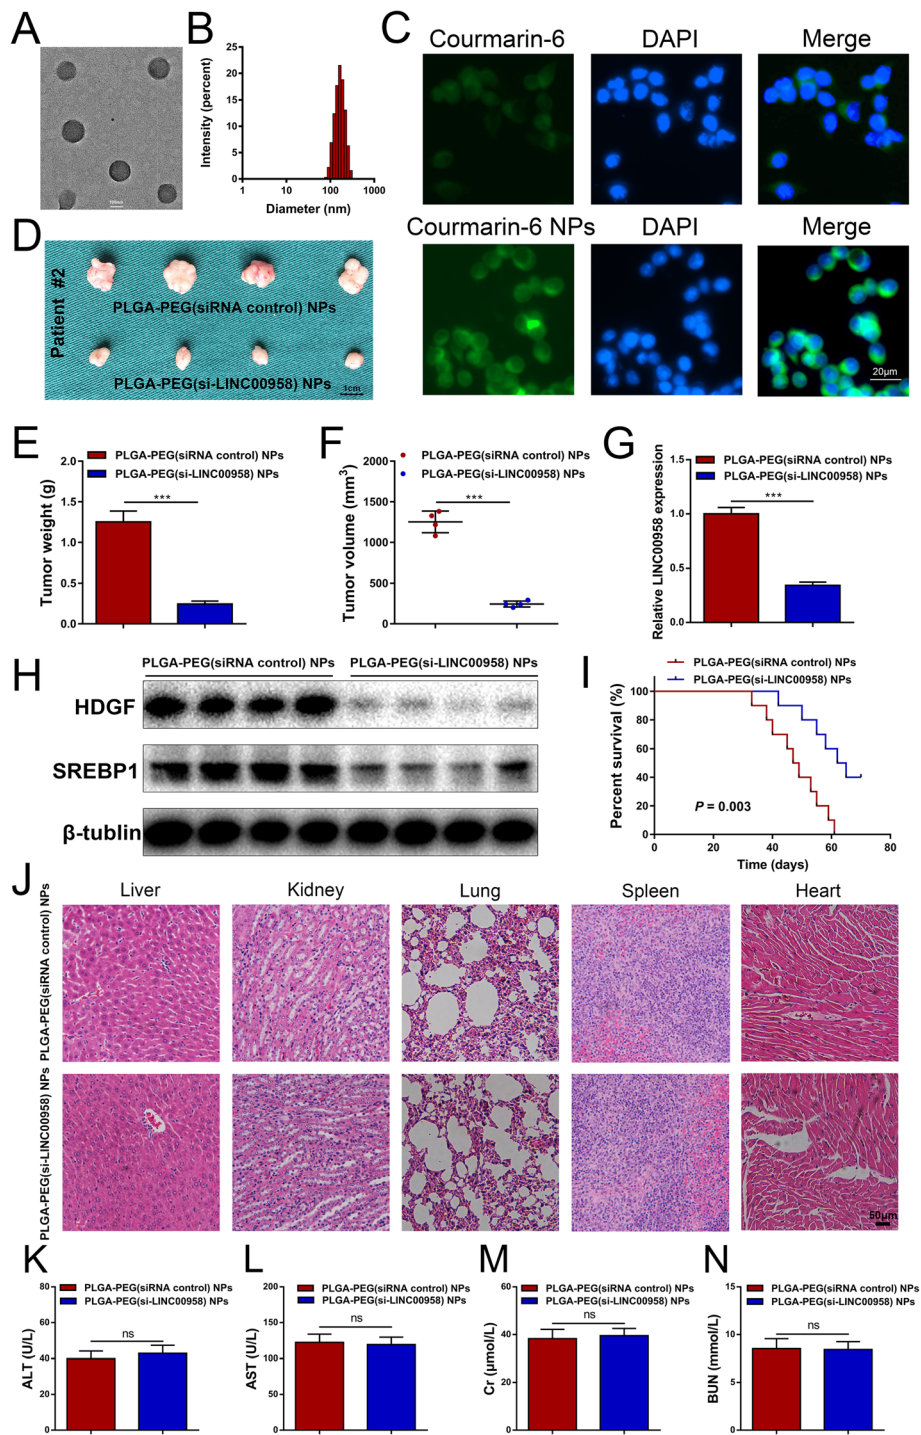 A
B
Intensity (percent)
25
20
15
10
5
0
1
10
100
1000
Diameter (nm)
C
Courmarin-6
DAPI
Merge
Courmarin-6 NPs
DAPI
Merge
20μm
D
Patient #2
PLGA-PEG(siRNA control) NPs
PLGA-PEG(si-LINC00958) NPs
1cm
E
PLGA-PEG(siRNA control) NPs
PLGA-PEG(si-LINC00958) NPs
Tumor weight (g)
2.0
1.5
1.0
0.5
0.0
***
F
PLGA-PEG(siRNA control) NPs
PLGA-PEG(si-LINC00958) NPs
Tumor volume (mm3)
2000
1500
1000
500
0
***
G
PLGA-PEG(siRNA control) NPs
PLGA-PEG(si-LINC00958) NPs
Relative LINC00958 expression
1.5
1.0
0.5
0.0
***
H
PLGA-PEG(siRNA control) NPs
PLGA-PEG(si-LINC00958) NPs
HDGF
SREBP1
β-tublin
I
PLGA-PEG(siRNA control) NPs
PLGA-PEG(si-LINC00958) NPs
Percent survival (%)
100
80
60
40
20
0
P = 0.003
0
20
40
60
80
Time (days)
J
Liver
Kidney
Lung
Spleen
Heart
PLGA-PEG(siRNA control) NPs
PLGA-PEG(si-LINC00958) NPs
50μm
K
PLGA-PEG(siRNA control) NPs
PLGA-PEG(si-LINC00958) NPs
ALT (U/L)
80
60
40
20
0
ns
L
PLGA-PEG(siRNA control) NPs
PLGA-PEG(si-LINC00958) NPs
AST (U/L)
200
150
100
50
0
ns
M
PLGA-PEG(siRNA control) NPs
PLGA-PEG(si-LINC00958) NPs
Cr (μmol/L)
60
40
20
0
ns
N
PLGA-PEG(siRNA control) NPs
PLGA-PEG(si-LINC00958) NPs
BUN (mmol/L)
15
10
5
0
ns